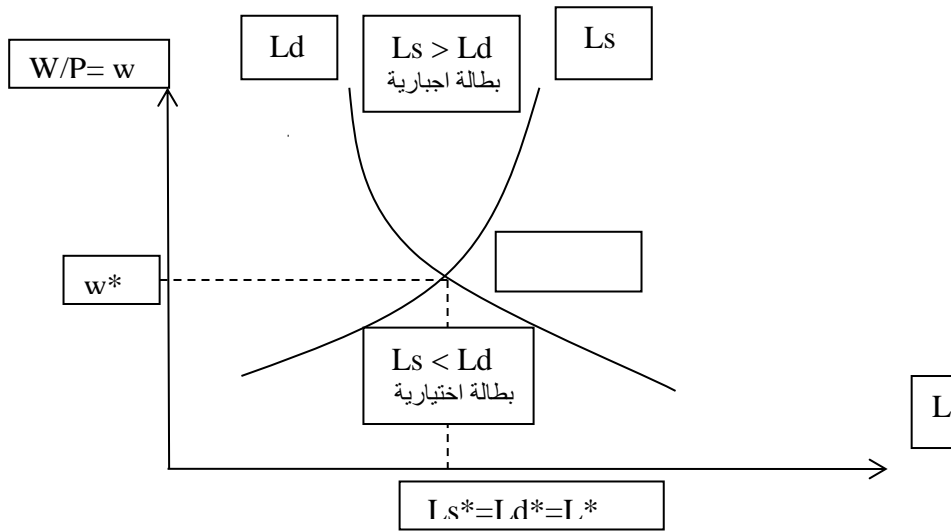 Ld
Ls > Ld
بطالة اجبارية
Ls
W/P= w
w*
Ls < Ld
بطالة اختيارية
L
Ls*=Ld*=L*